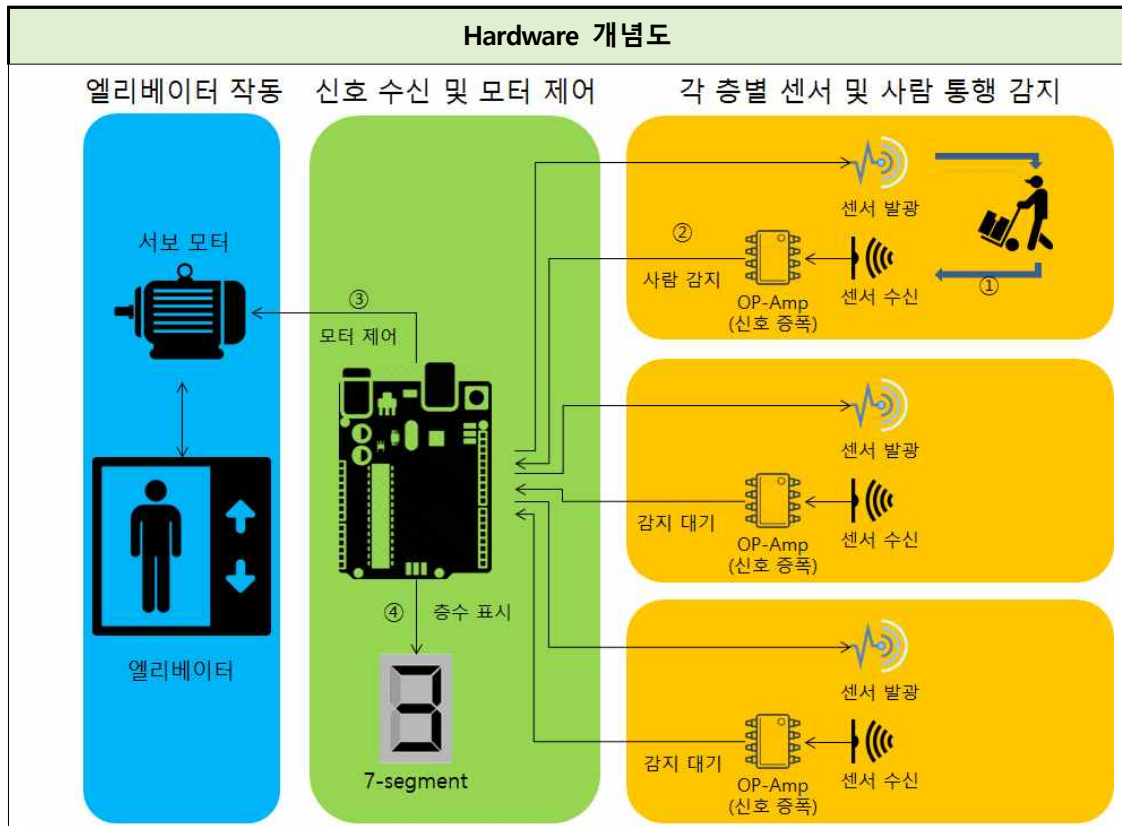 Hardware 개념도
엘리베이터 작동
신호 수신 및 모터 제어
각 층별 센서 및 사람 통행 감지
서보 모터
엘리베이터
③
모터 제어
④
층수 표시
3
7-segment
센서 발광
②
사람 감지
OP-Amp
(신호 증폭)
센서 수신
①
센서 발광
감지 대기
OP-Amp
(신호 증폭)
센서 수신
센서 발광
감지 대기
OP-Amp
(신호 증폭)
센서 수신